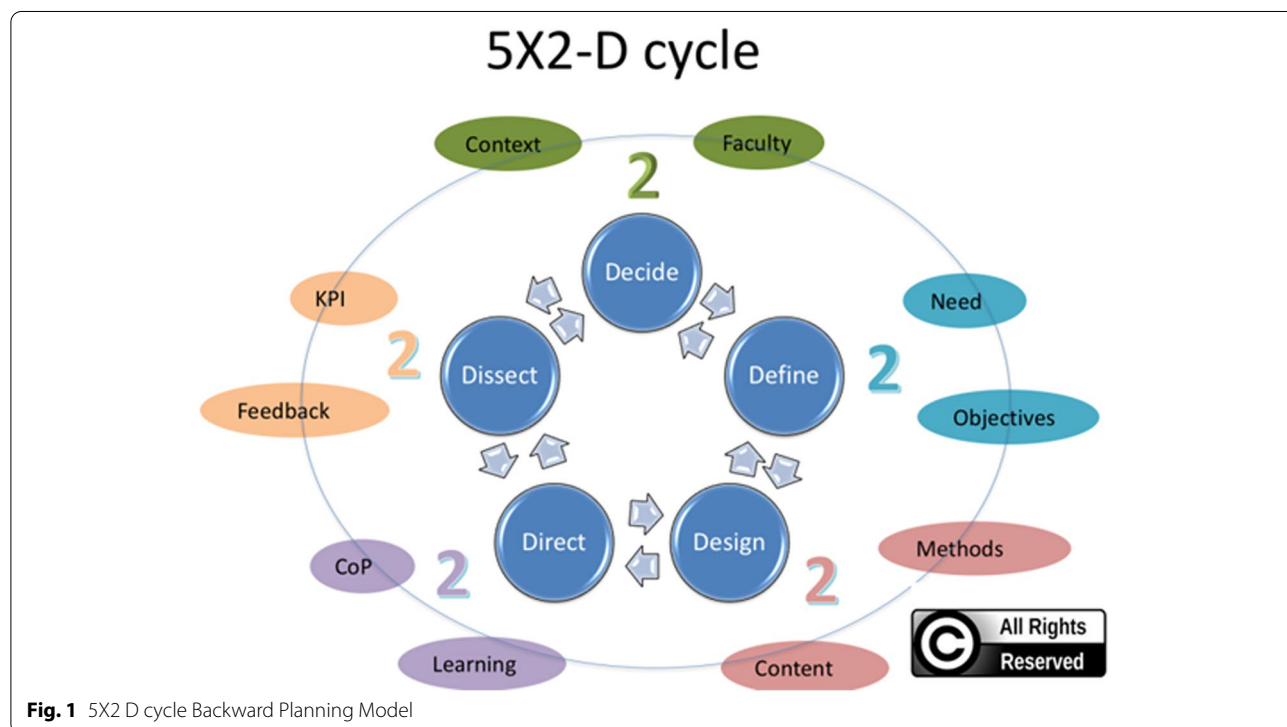 5X2-D cycle
Context
Faculty
2
Decide
KPI
Need
2
Dissect
Define
2
Feedback
Objectives
Direct
Design
Methods
CoP
2
2
Learning
Content
C
All Rights
Reserved
Fig. 1 5X2 D cycle Backward Planning Model